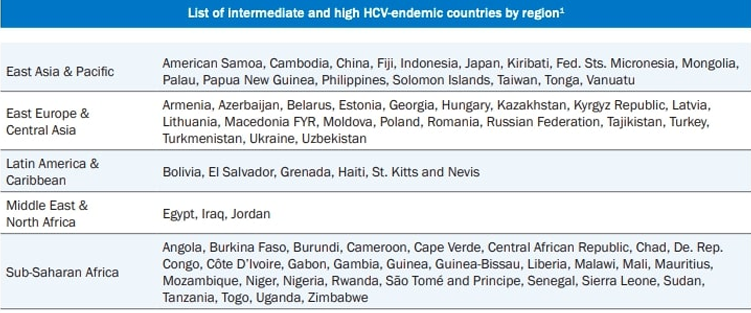 List of intermediate and high HCV-endemic countries by region1
East Asia & Pacific
American Samoa, Cambodia, China, Fiji, Indonesia, Japan, Kiribati, Fed. Sts. Micronesia, Mongolia,
Palau, Papua New Guinea, Philippines, Solomon Islands, Taiwan, Tonga, Vanuatu
East Europe &
Central Asia
Armenia, Azerbaijan, Belarus, Estonia, Georgia, Hungary, Kazakhstan, Kyrgyz Republic, Latvia,
Lithuania, Macedonia FYR, Moldova, Poland, Romania, Russian Federation, Tajikistan, Turkey,
Turkmenistan, Ukraine, Uzbekistan
Latin America &
Caribbean
Bolivia, El Salvador, Grenada, Haiti, St. Kitts and Nevis
Middle East &
North Africa
Egypt, Iraq, Jordan
Sub-Saharan Africa
Angola, Burkina Faso, Burundi, Cameroon, Cape Verde, Central African Republic, Chad, De. Rep.
Congo, Côte D'Ivoire, Gabon, Gambia, Guinea, Guinea-Bissau, Liberia, Malawi, Mali, Mauritius,
Mozambique, Niger, Nigeria, Rwanda, São Tomé and Principe, Senegal, Sierra Leone, Sudan,
Tanzania, Togo, Uganda, Zimbabwe